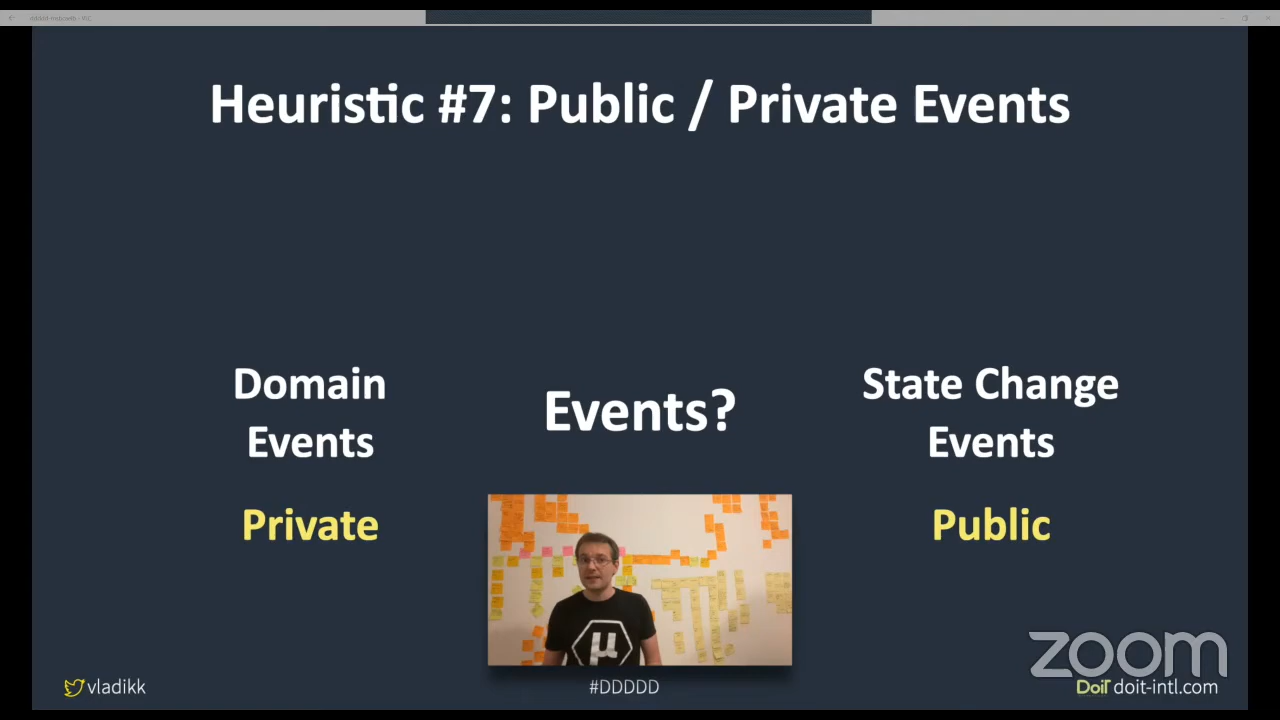 Heuristic #7: Public / Private Events
Domain
Events
Events?
State Change
Events
Private
Public
µ
zoom
vladikk
#DDDDD
DoiT doit-intl.com